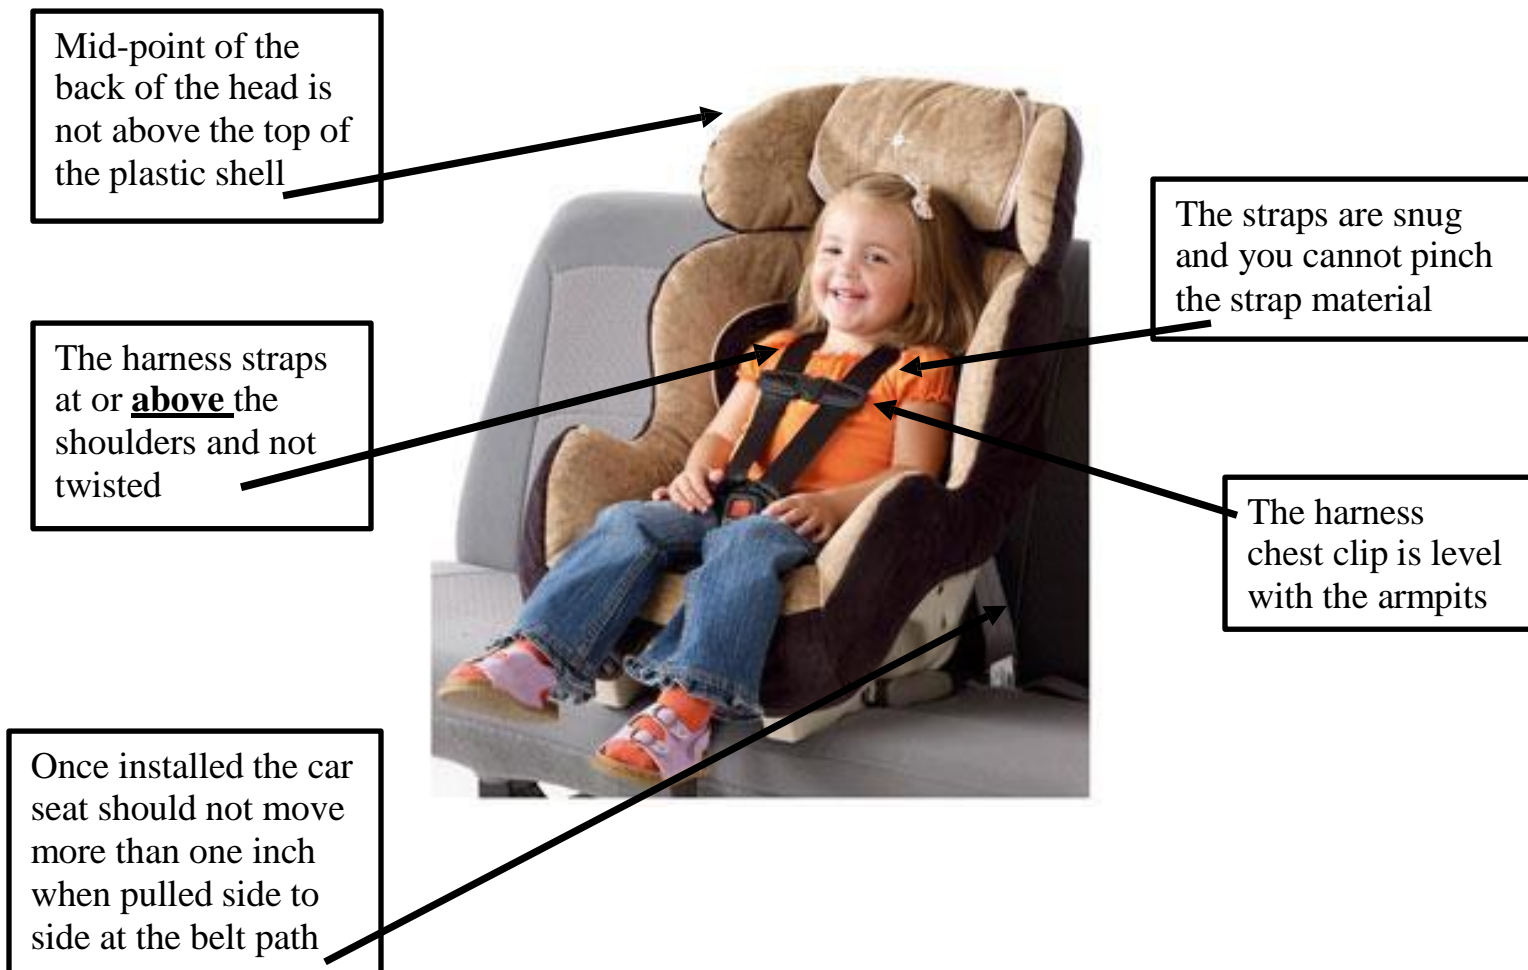 Mid-point of the
back of the head is
not above the top of
the plastic shell
The straps are snug
and you cannot pinch
the strap material
The harness straps
at or above the
shoulders and not
twisted
The harness
chest clip is level
with the armpits
Once installed the car
seat should not move
more than one inch
when pulled side to
side at the belt path